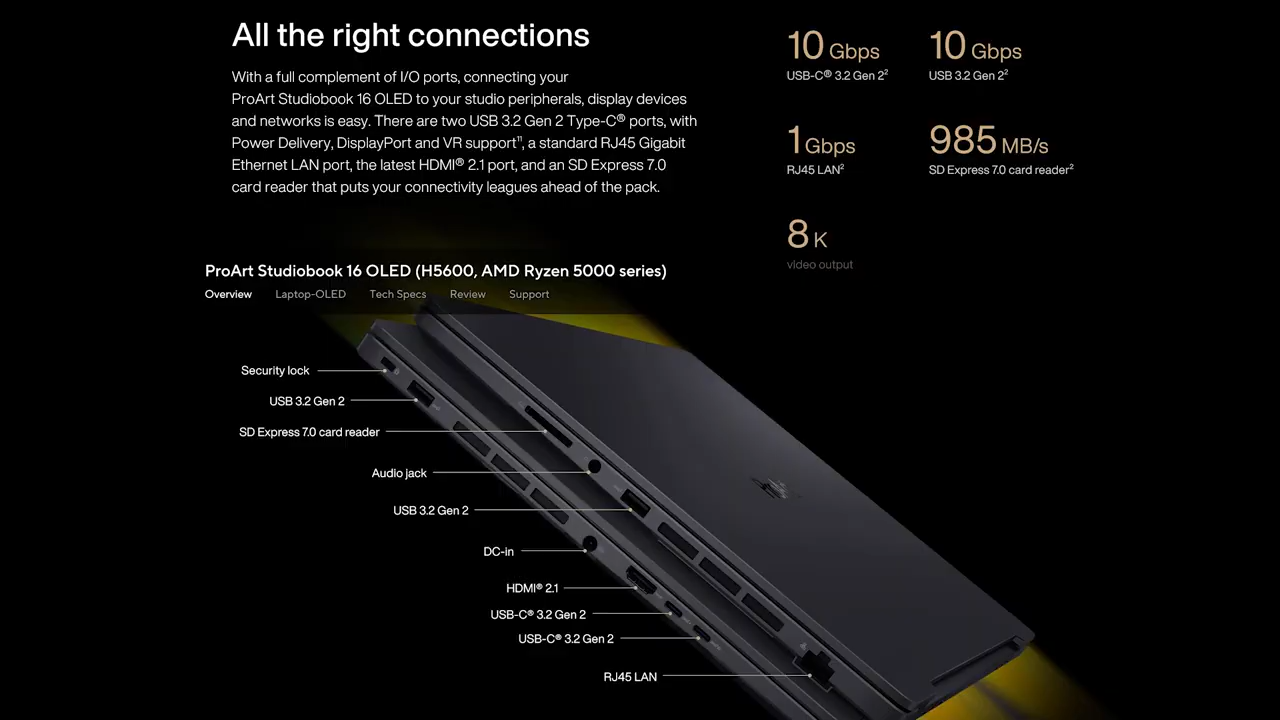 All the right connections
With a full complement of I/O ports, connecting your
ProArt Studiobook 16 OLED to your studio peripherals, display devices
and networks is easy. There are two USB 3.2 Gen 2 Type-C® ports, with
Power Delivery, DisplayPort and VR support¹¹, a standard RJ45 Gigabit
Ethernet LAN port, the latest HDMI® 2.1 port, and an SD Express 7.0
card reader that puts your connectivity leagues ahead of the pack.
10 Gbps
USB-C® 3.2 Gen 2²
10 Gbps
USB 3.2 Gen 2²
1 Gbps
RJ45 LAN²
985 MB/s
SD Express 7.0 card reader²
8 K
video output
ProArt Studiobook 16 OLED (H5600, AMD Ryzen 5000 series)
Overview Laptop-OLED Tech Specs Review Support
Security lock
USB 3.2 Gen 2
SD Express 7.0 card reader
Audio jack
USB 3.2 Gen 2
DC-in
HDMI® 2.1
USB-C® 3.2 Gen 2
USB-C® 3.2 Gen 2
RJ45 LAN